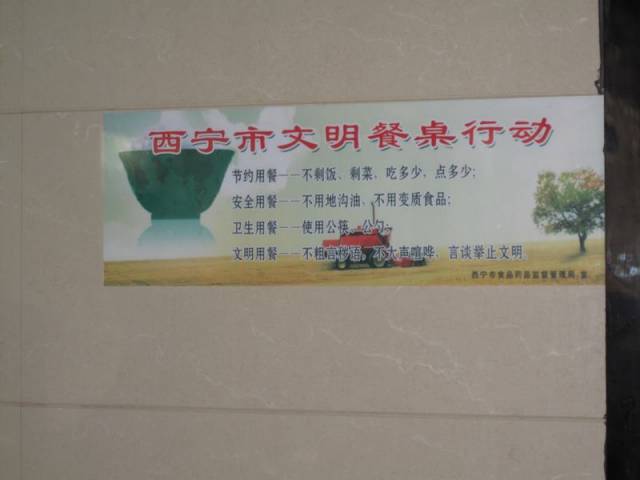 西宁市文明餐桌行动
节约用餐——不剩饭、剩菜，吃多少，点多少；
安全用餐——不用地沟油、不用变质食品；
卫生用餐——使用公筷、公勺；
文明用餐——不粗言秽语，不大声喧哗，言谈举止文明。
西宁市食品药品监督管理局 宣